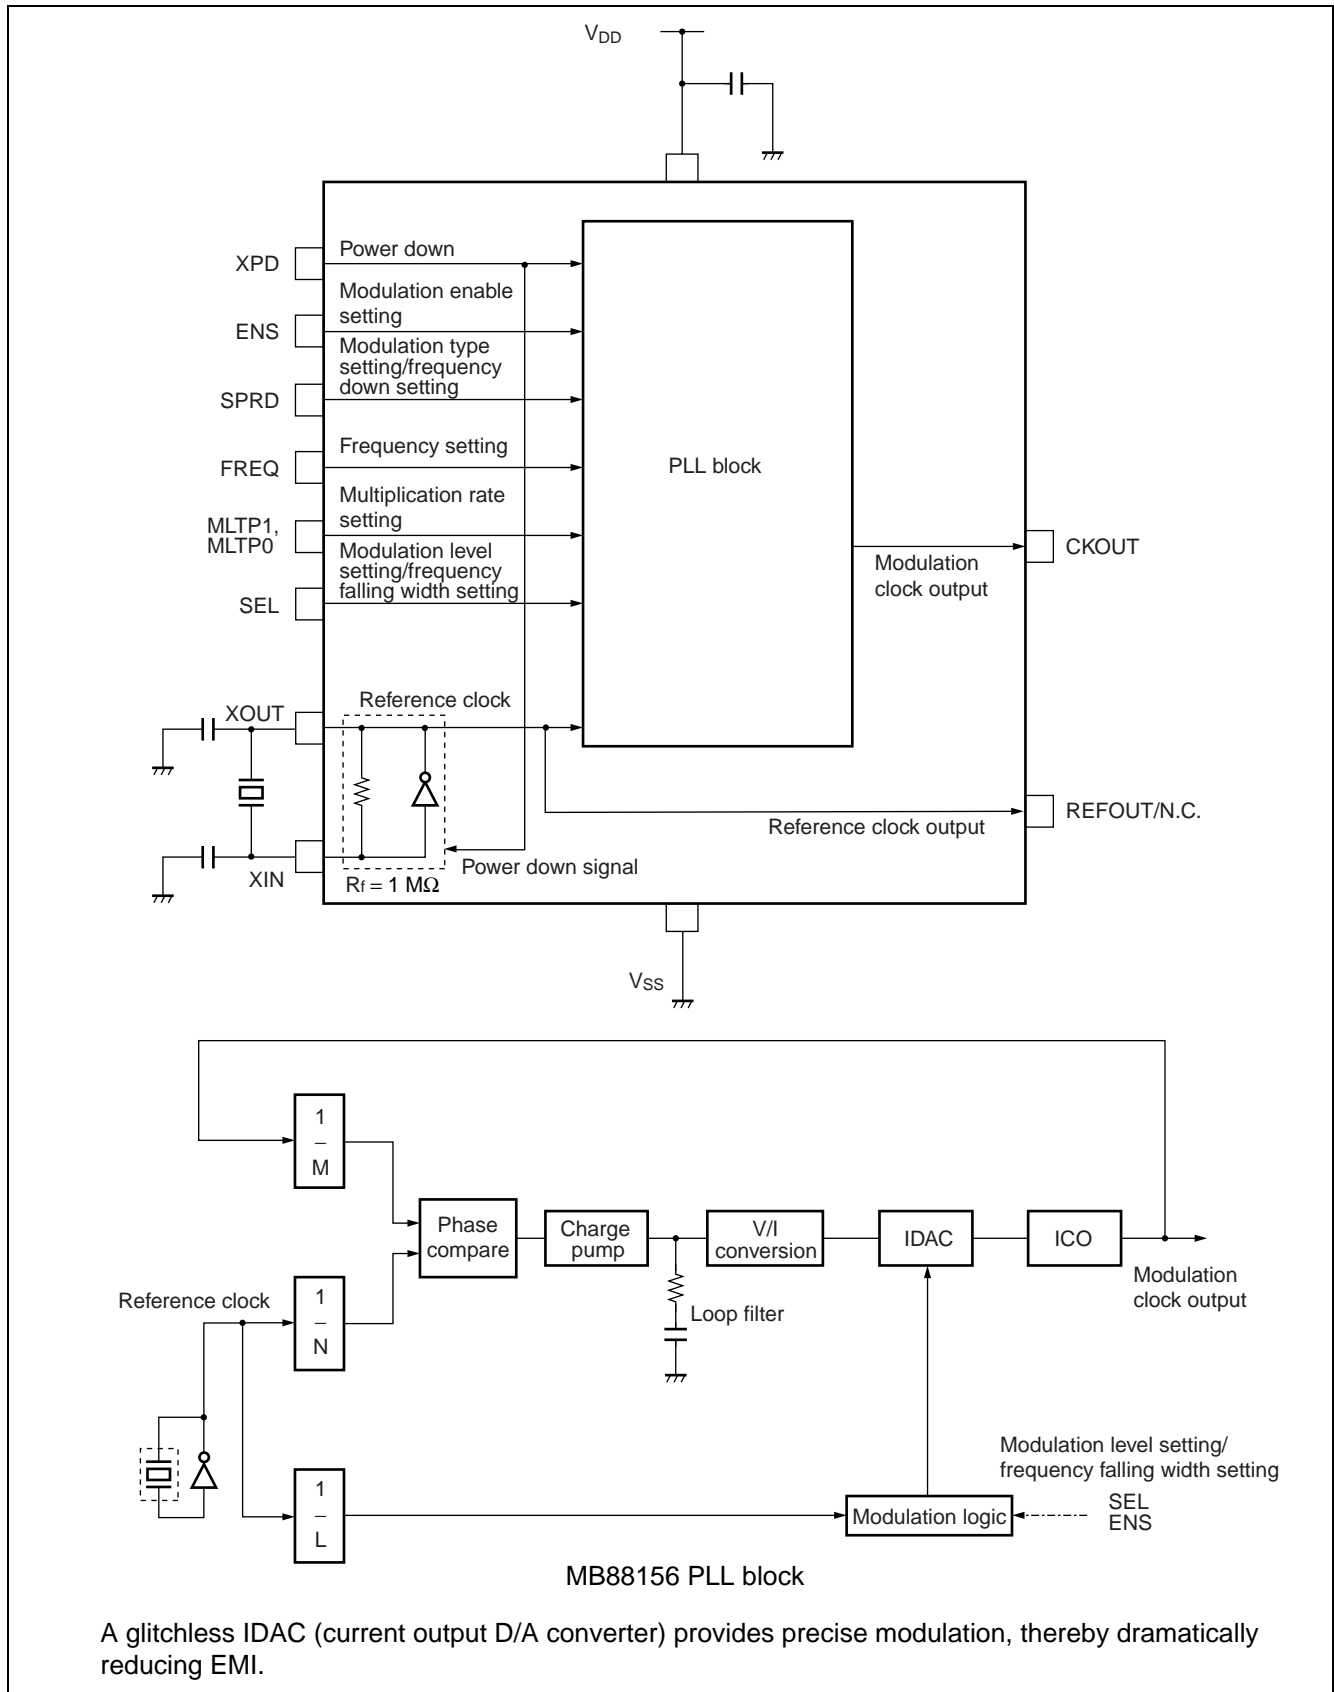 VDD
XPD
Power down
Modulation enable
setting
ENS
Modulation type
setting/frequency
down setting
SPRD
Frequency setting
FREQ
PLL block
Multiplication rate
setting
MLTP1,
MLTP0
Modulation level
setting/frequency
falling width setting
SEL
CKOUT
Modulation
clock output
XOUT
Reference clock
REFOUT/N.C.
Reference clock output
Power down signal
XIN
Rf = 1 MΩ
VSS
1
–
M
Phase
compare
Charge
pump
V/I
conversion
IDAC
ICO
Modulation
clock output
Reference clock
1
–
N
Loop filter
Modulation level setting/
frequency falling width setting
SEL
ENS
1
–
L
Modulation logic
MB88156 PLL block
A glitchless IDAC (current output D/A converter) provides precise modulation, thereby dramatically
reducing EMI.